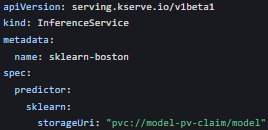 apiVersion: serving.kserve.io/v1beta1
kind: InferenceService
metadata:
  name: sklearn-boston
spec:
  predictor:
    sklearn:
      storageUri: "pvc://model-pv-claim/model"